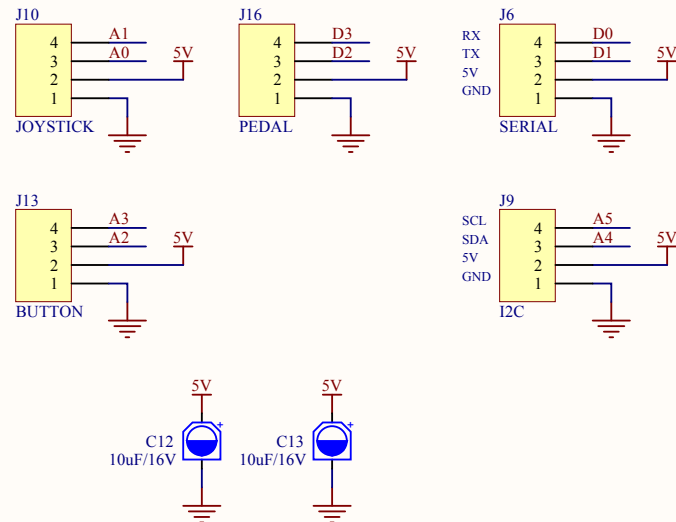 J10
4 A1
3 A0
5V
2
1
JOYSTICK
J16
4 D3
3 D2
5V
2
1
PEDAL
J6
RX 4 D0
TX 3 D1
5V
5V 2
GND 1
SERIAL
J13
4 A3
3 A2
5V
2
1
BUTTON
J9
SCL 4 A5
SDA 3 A4
5V
5V 2
GND 1
I2C
5V
+
C12
10uF/16V
5V
+
C13
10uF/16V